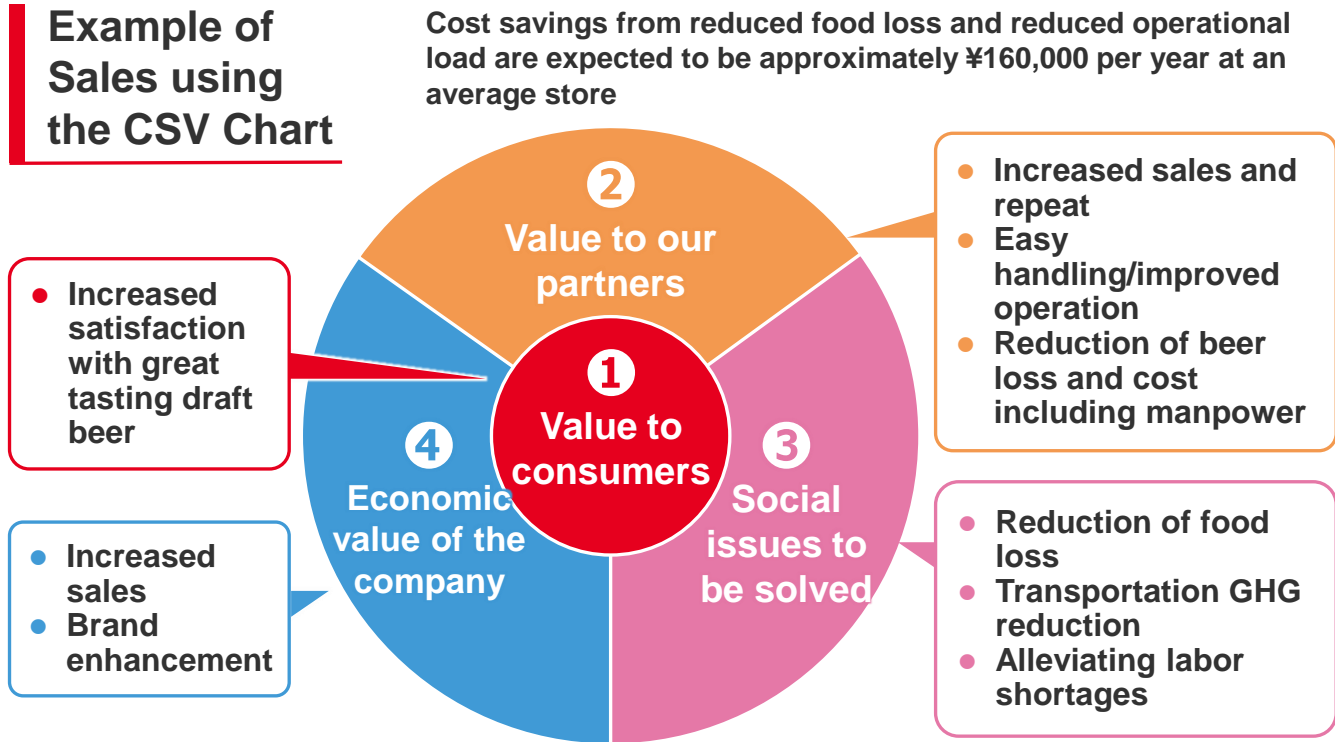 Example of
Sales using
the CSV Chart
Cost savings from reduced food loss and reduced operational
load are expected to be approximately ¥160,000 per year at an
average store
2
Value to our
partners
1
Value to
consumers
3
Social
issues to
be solved
4
Economic
value of the
company
● Increased
satisfaction
with great
tasting draft
beer
● Increased
sales
● Brand
enhancement
● Increased sales and
repeat
● Easy
handling/improved
operation
● Reduction of beer
loss and cost
including manpower
● Reduction of food
loss
● Transportation GHG
reduction
● Alleviating labor
shortages